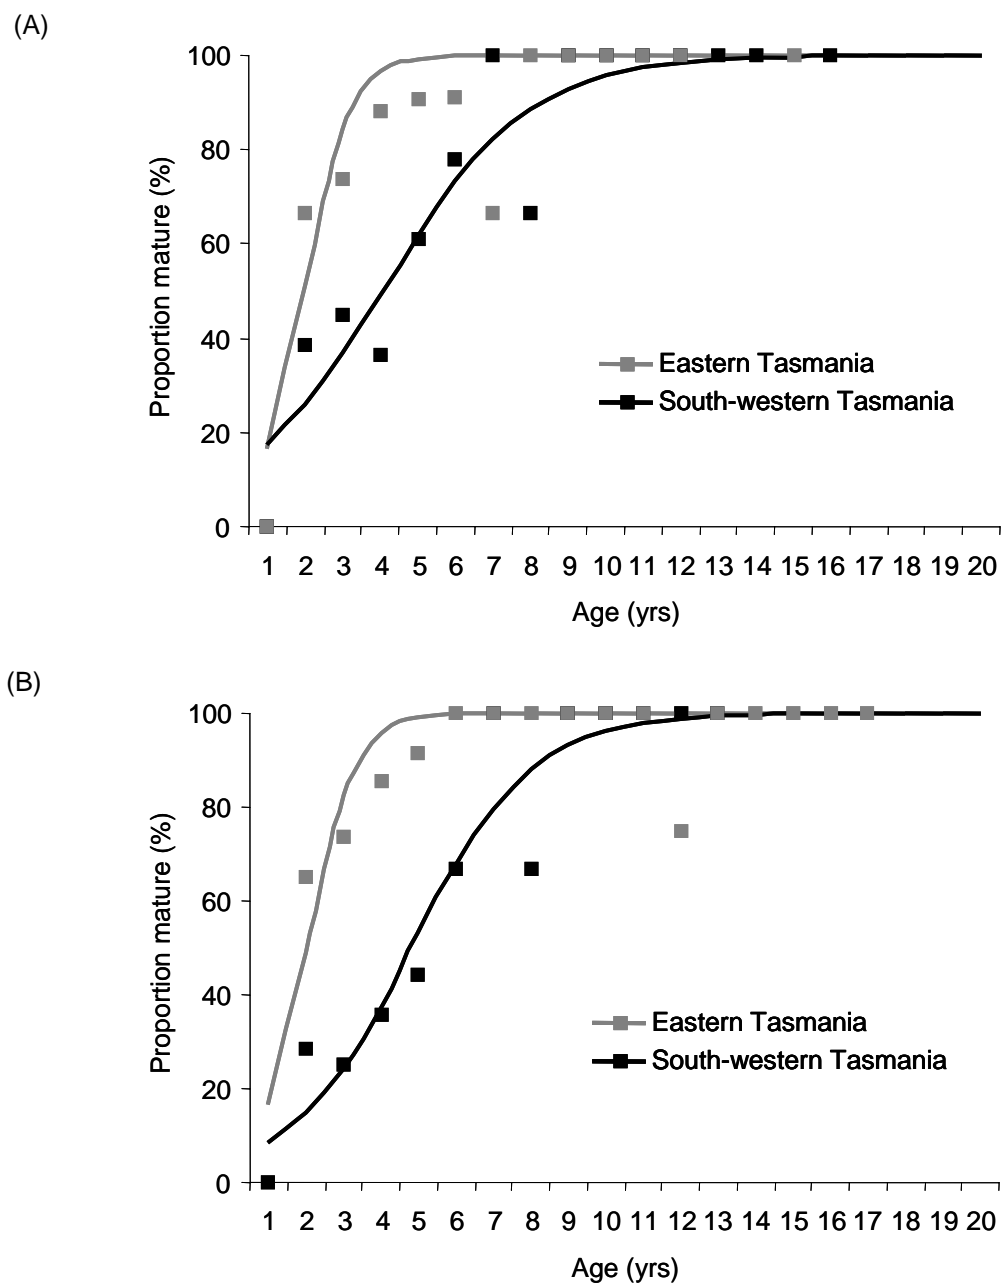 (A)
100
80
60
40
20
0
Proportion mature (%)
Eastern Tasmania
South-western Tasmania
1 2 3 4 5 6 7 8 9 10 11 12 13 14 15 16 17 18 19 20
Age (yrs)
(B)
100
80
60
40
20
0
Proportion mature (%)
Eastern Tasmania
South-western Tasmania
1 2 3 4 5 6 7 8 9 10 11 12 13 14 15 16 17 18 19 20
Age (yrs)